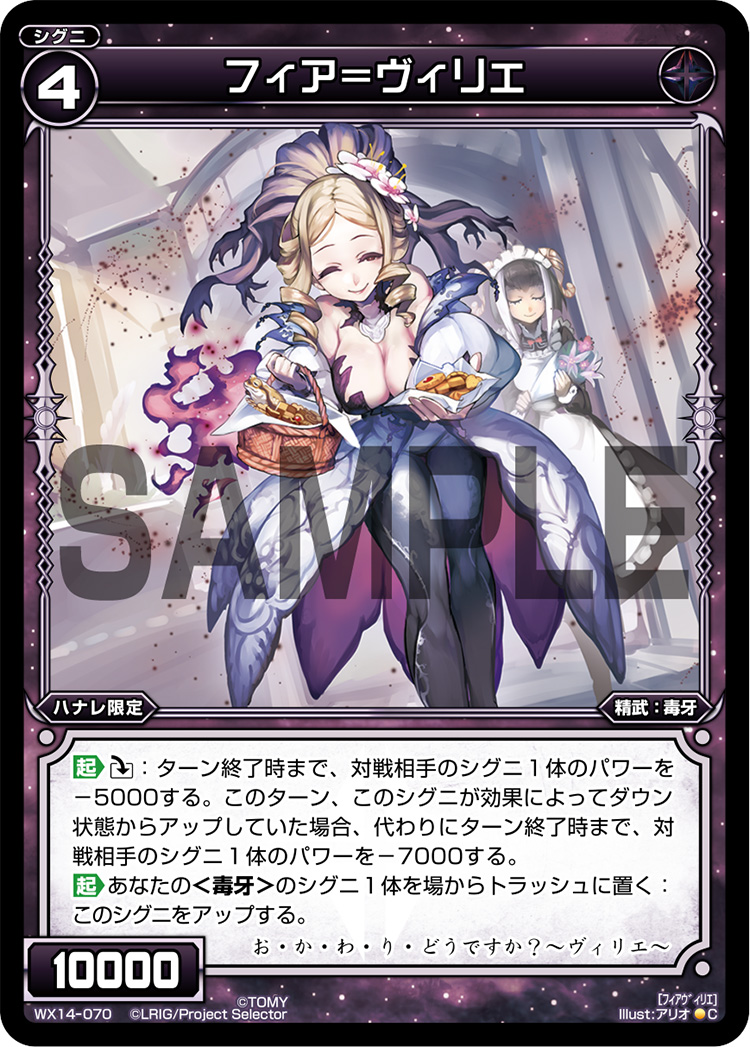 シグニ
4
フィア＝ヴィリエ
SAMPLE
ハナレ限定
精武：毒牙
起：ターン終了時まで、対戦相手のシグニ１体のパワーを
－5000する。このターン、このシグニが効果によってダウン
状態からアップしていた場合、代わりにターン終了時まで、対
戦相手のシグニ１体のパワーを－7000する。
起あなたの＜毒牙＞のシグニ１体を場からトラッシュに置く：
このシグニをアップする。
お・か・わ・り・どうですか？～ヴィリエ～
10000
WX14-070 ©LRIG/Project Selector
©TOMY
[フィアヴィリエ]
Illust:アリオ C